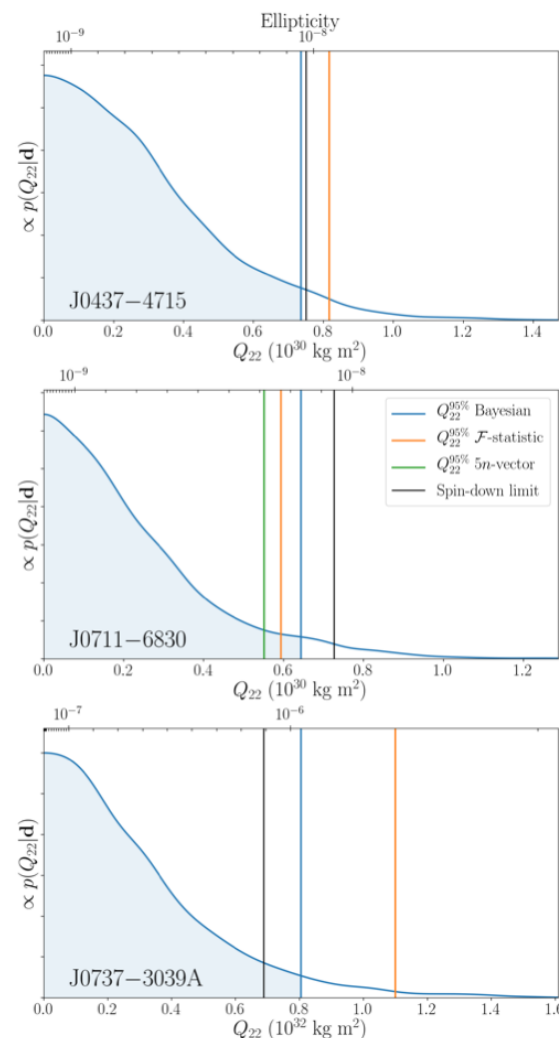 Ellipticity
10⁻⁹ 10⁻⁸
∝ p(Q₂₂|d)
J0437−4715
0.0 0.2 0.4 0.6 0.8 1.0 1.2 1.4
Q₂₂ (10³⁰ kg m²)
10⁻⁹ 10⁻⁸
Q₂₂^95% Bayesian
Q₂₂^95% ℱ-statistic
Q₂₂^95% 5n-vector
Spin-down limit
∝ p(Q₂₂|d)
J0711−6830
0.0 0.2 0.4 0.6 0.8 1.0 1.2
Q₂₂ (10³⁰ kg m²)
10⁻⁷ 10⁻⁶
∝ p(Q₂₂|d)
J0737−3039A
0.0 0.2 0.4 0.6 0.8 1.0 1.2 1.4 1.6
Q₂₂ (10³² kg m²)